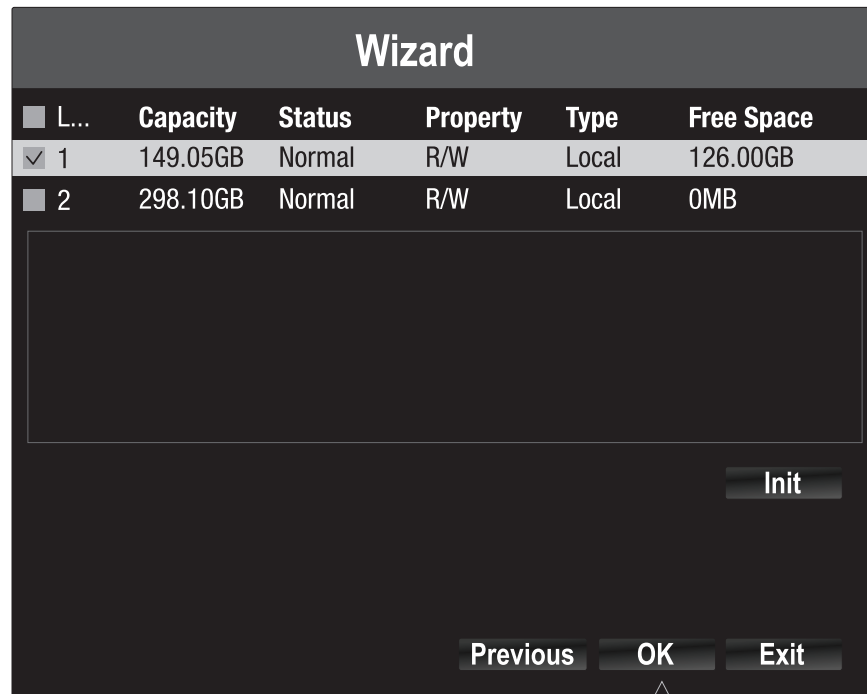 Wizard
L... Capacity Status Property Type Free Space
1 149.05GB Normal R/W Local 126.00GB
2 298.10GB Normal R/W Local 0MB
Init
Previous OK Exit